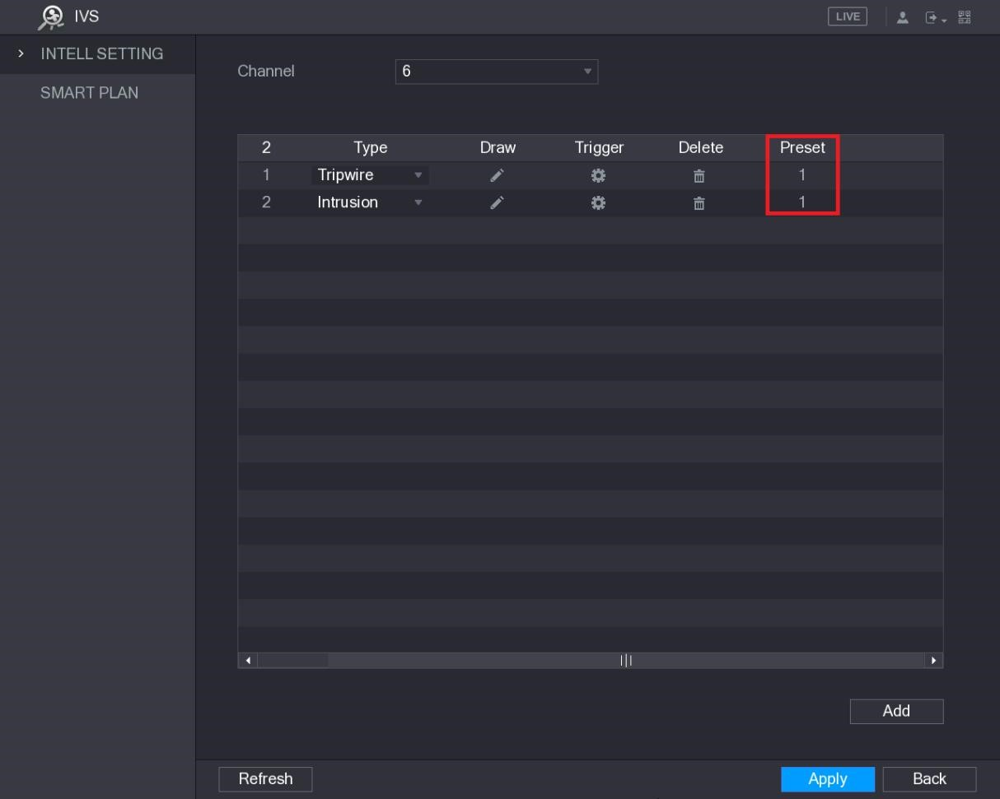 IVS LIVE
INTELL SETTING
SMART PLAN
Channel 6
2 Type Draw Trigger Delete Preset
1 Tripwire 1
2 Intrusion 1
Add
Refresh Apply Back